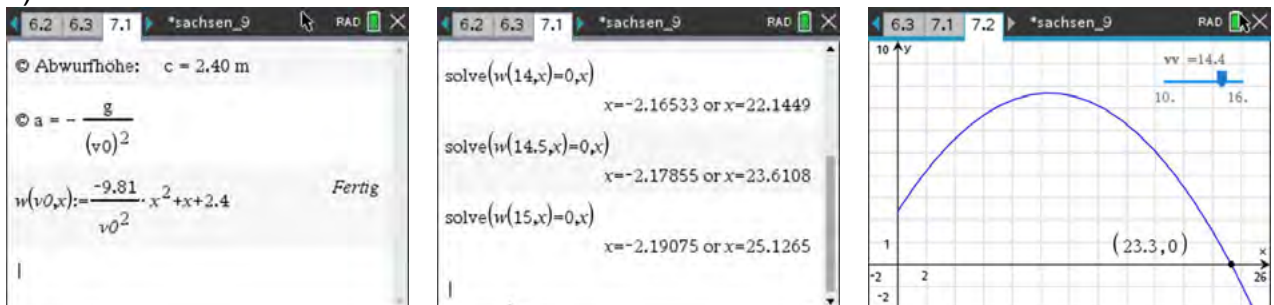 6.2 6.3 7.1 *sachsen_9 RAD
© Abwurfhöhe: c = 2.40 m
© a = - g/(v0)²
w(v0,x):=-9.81/v0²·x²+x+2.4 Fertig
6.2 6.3 7.1 *sachsen_9 RAD
solve(w(14,x)=0,x)
x=-2.16533 or x=22.1449
solve(w(14.5,x)=0,x)
x=-2.17855 or x=23.6108
solve(w(15,x)=0,x)
x=-2.19075 or x=25.1265
6.3 7.1 7.2 *sachsen_9 RAD
10 y
vv =14.4
10. 16.
(23.3,0)
1
x
-2 2 26
-2